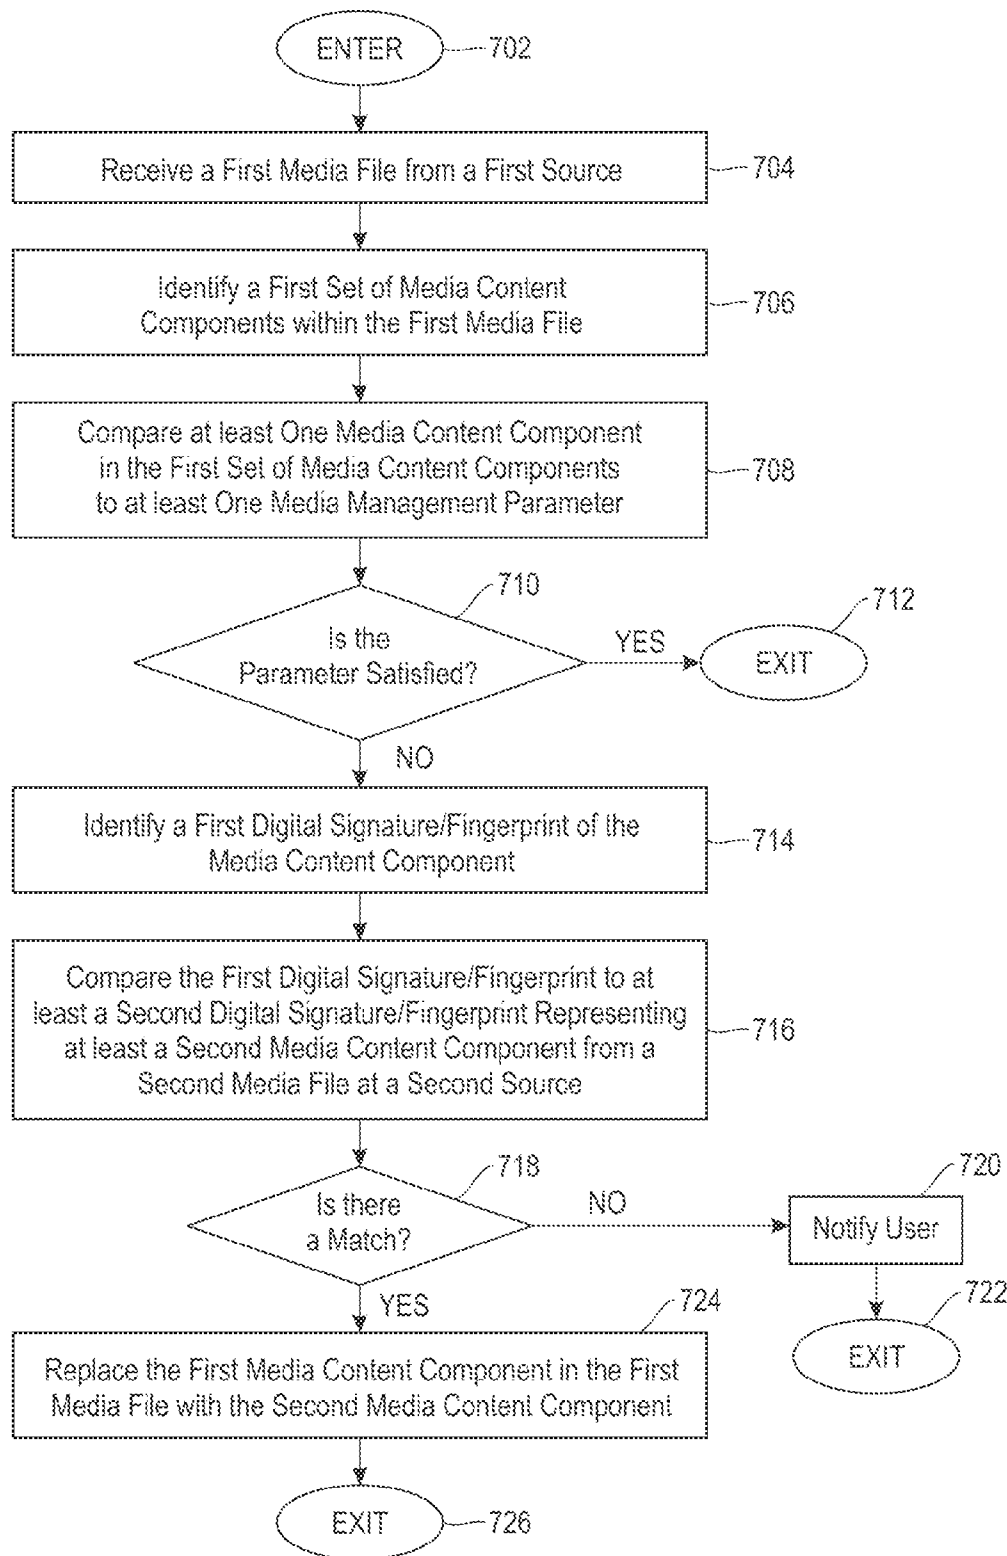 ENTER
702
Receive a First Media File from a First Source
704
Identify a First Set of Media Content
Components within the First Media File
706
Compare at least One Media Content Component
in the First Set of Media Content Components
to at least One Media Management Parameter
708
710
Is the
Parameter Satisfied?
YES
712
EXIT
NO
Identify a First Digital Signature/Fingerprint of the
Media Content Component
714
Compare the First Digital Signature/Fingerprint to at
least a Second Digital Signature/Fingerprint Representing
at least a Second Media Content Component from a
Second Media File at a Second Source
716
718
Is there
a Match?
NO
720
Notify User
722
EXIT
YES
724
Replace the First Media Content Component in the First
Media File with the Second Media Content Component
EXIT
726